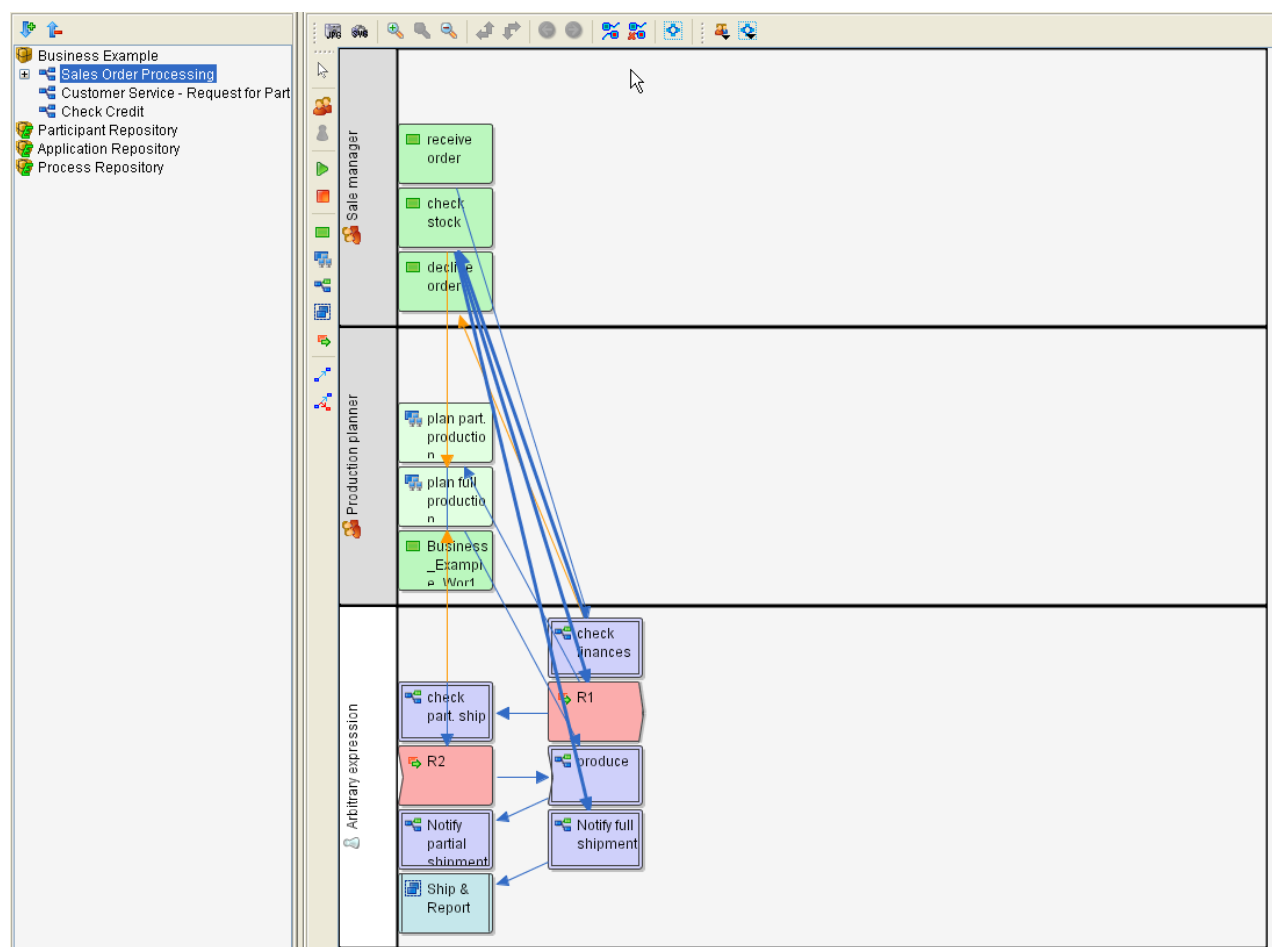 JPG
SVG
Business Example
Sales Order Processing
Customer Service - Request for Part
Check Credit
Participant Repository
Application Repository
Process Repository
Sale manager
receive
order
check
stock
decline
order
Production planner
plan part.
productio
n
plan full
productio
n
Business
_Exampl
e_Wor1
Arbitrary expression
check
finances
check
part. ship
R1
R2
produce
Notify
partial
shipment
Notify full
shipment
Ship &
Report